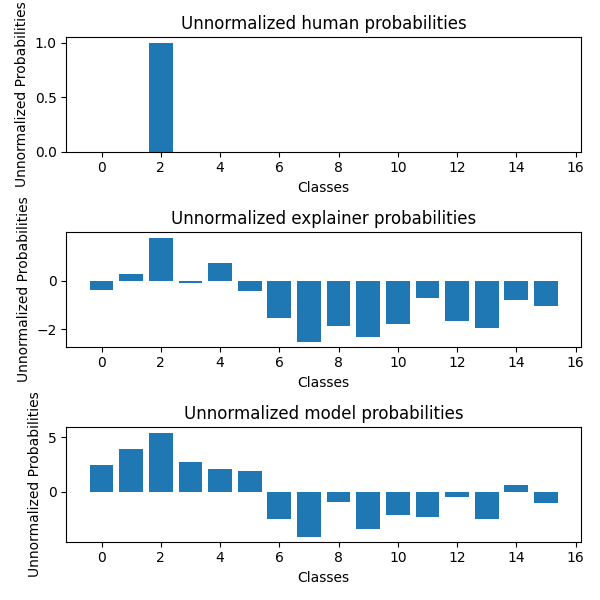 Unnormalized human probabilities
Unnormalized Probabilities
1.0
0.5
0.0
0 2 4 6 8 10 12 14 16
Classes
Unnormalized explainer probabilities
Unnormalized Probabilities
0
−2
0 2 4 6 8 10 12 14 16
Classes
Unnormalized model probabilities
Unnormalized Probabilities
5
0
0 2 4 6 8 10 12 14 16
Classes